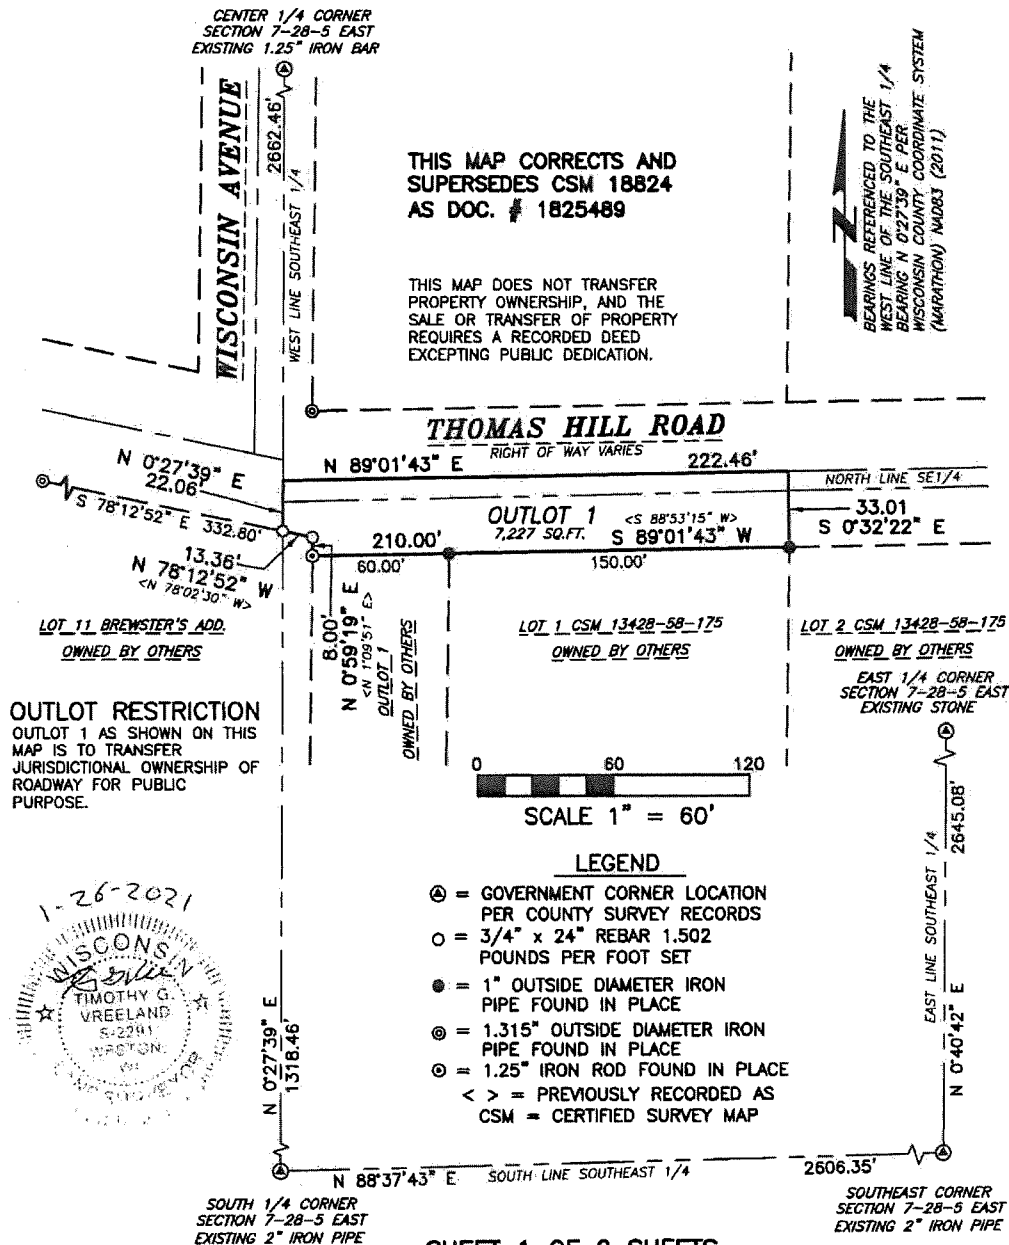 CENTER 1/4 CORNER
SECTION 7-28-5 EAST
EXISTING 1.25" IRON BAR
WISCONSIN AVENUE
2662.46'
WEST LINE SOUTHEAST 1/4
THIS MAP CORRECTS AND
SUPERSEDES CSM 18824
AS DOC. # 1825489
THIS MAP DOES NOT TRANSFER
PROPERTY OWNERSHIP, AND THE
SALE OR TRANSFER OF PROPERTY
REQUIRES A RECORDED DEED
EXCEPTING PUBLIC DEDICATION.
BEARINGS REFERENCED TO THE
WEST LINE OF THE SOUTHEAST 1/4
BEARING N 0°27'39" E PER
WISCONSIN COUNTY COORDINATE SYSTEM
(MARATHON) NAD83 (2011)
THOMAS HILL ROAD
RIGHT OF WAY VARIES
N 0°27'39" E
22.06'
N 89°01'43" E
222.46'
NORTH LINE SE1/4
S 78°12'52" E 332.80'
OUTLOT 1
7,227 SQ.FT.
<S 88°53'15" W>
S 89°01'43" W
33.01
S 0°32'22" E
13.36'
N 78°12'52" W
<N 78°02'30" W>
210.00'
60.00'
150.00'
8.00'
N 0°59'19" E
<N 1°09'51" E>
OUTLOT 1
OWNED BY OTHERS
LOT 11 BREWSTER'S ADD.
OWNED BY OTHERS
LOT 1 CSM 13428-58-175
OWNED BY OTHERS
LOT 2 CSM 13428-58-175
OWNED BY OTHERS
EAST 1/4 CORNER
SECTION 7-28-5 EAST
EXISTING STONE
OUTLOT RESTRICTION
OUTLOT 1 AS SHOWN ON THIS
MAP IS TO TRANSFER
JURISDICTIONAL OWNERSHIP OF
ROADWAY FOR PUBLIC
PURPOSE.
0 60 120
SCALE 1" = 60'
2645.08'
EAST LINE SOUTHEAST 1/4
N 0°40'42" E
LEGEND
= GOVERNMENT CORNER LOCATION
PER COUNTY SURVEY RECORDS
= 3/4" x 24" REBAR 1.502
POUNDS PER FOOT SET
= 1" OUTSIDE DIAMETER IRON
PIPE FOUND IN PLACE
= 1.315" OUTSIDE DIAMETER IRON
PIPE FOUND IN PLACE
= 1.25" IRON ROD FOUND IN PLACE
< > = PREVIOUSLY RECORDED AS
CSM = CERTIFIED SURVEY MAP
1-26-2021
WISCONSIN
TIMOTHY G.
VREELAND
S-2291
WESTON,
WI
LAND SURVEYOR
N 0°27'39" E
1318.46'
N 88°37'43" E
SOUTH LINE SOUTHEAST 1/4
2606.35'
SOUTH 1/4 CORNER
SECTION 7-28-5 EAST
EXISTING 2" IRON PIPE
SOUTHEAST CORNER
SECTION 7-28-5 EAST
EXISTING 2" IRON PIPE
SHEET 1 OF 2 SHEETS